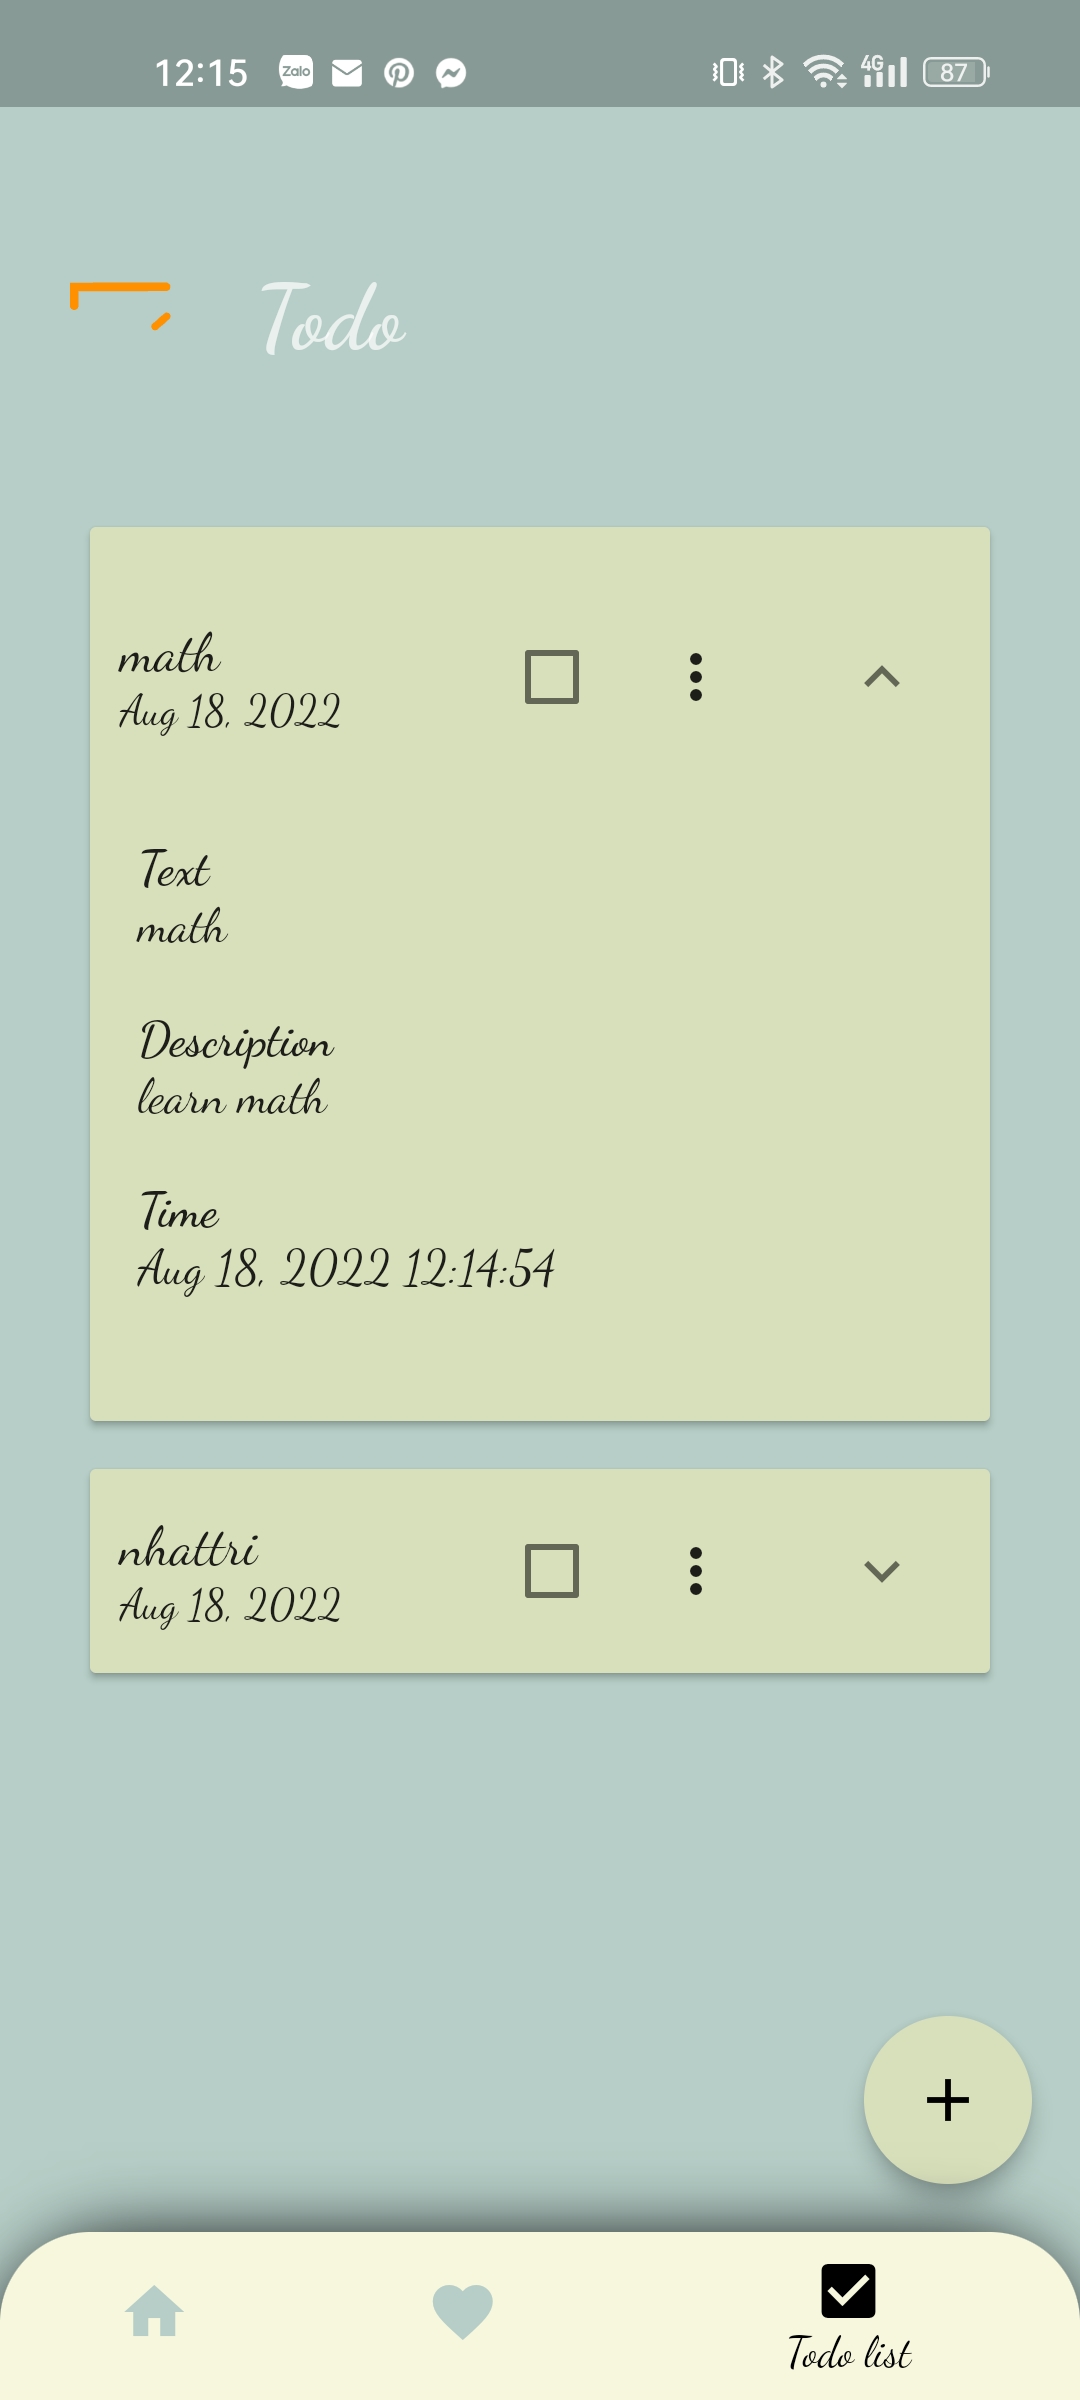 12:15 Zalo 4G 87
Todo
math
Aug 18, 2022
Text
math
Description
learn math
Time
Aug 18, 2022 12:14:54
nhattri
Aug 18, 2022
Todo list